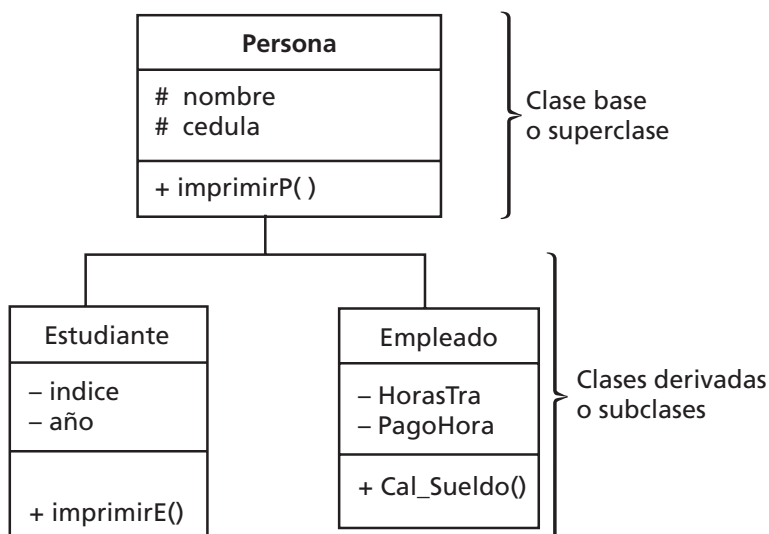 Persona
# nombre
# cedula
+ imprimirP( )
Clase base
o superclase
Estudiante
– indice
– año
+ imprimirE()
Empleado
– HorasTra
– PagoHora
+ Cal_Sueldo()
Clases derivadas
o subclases